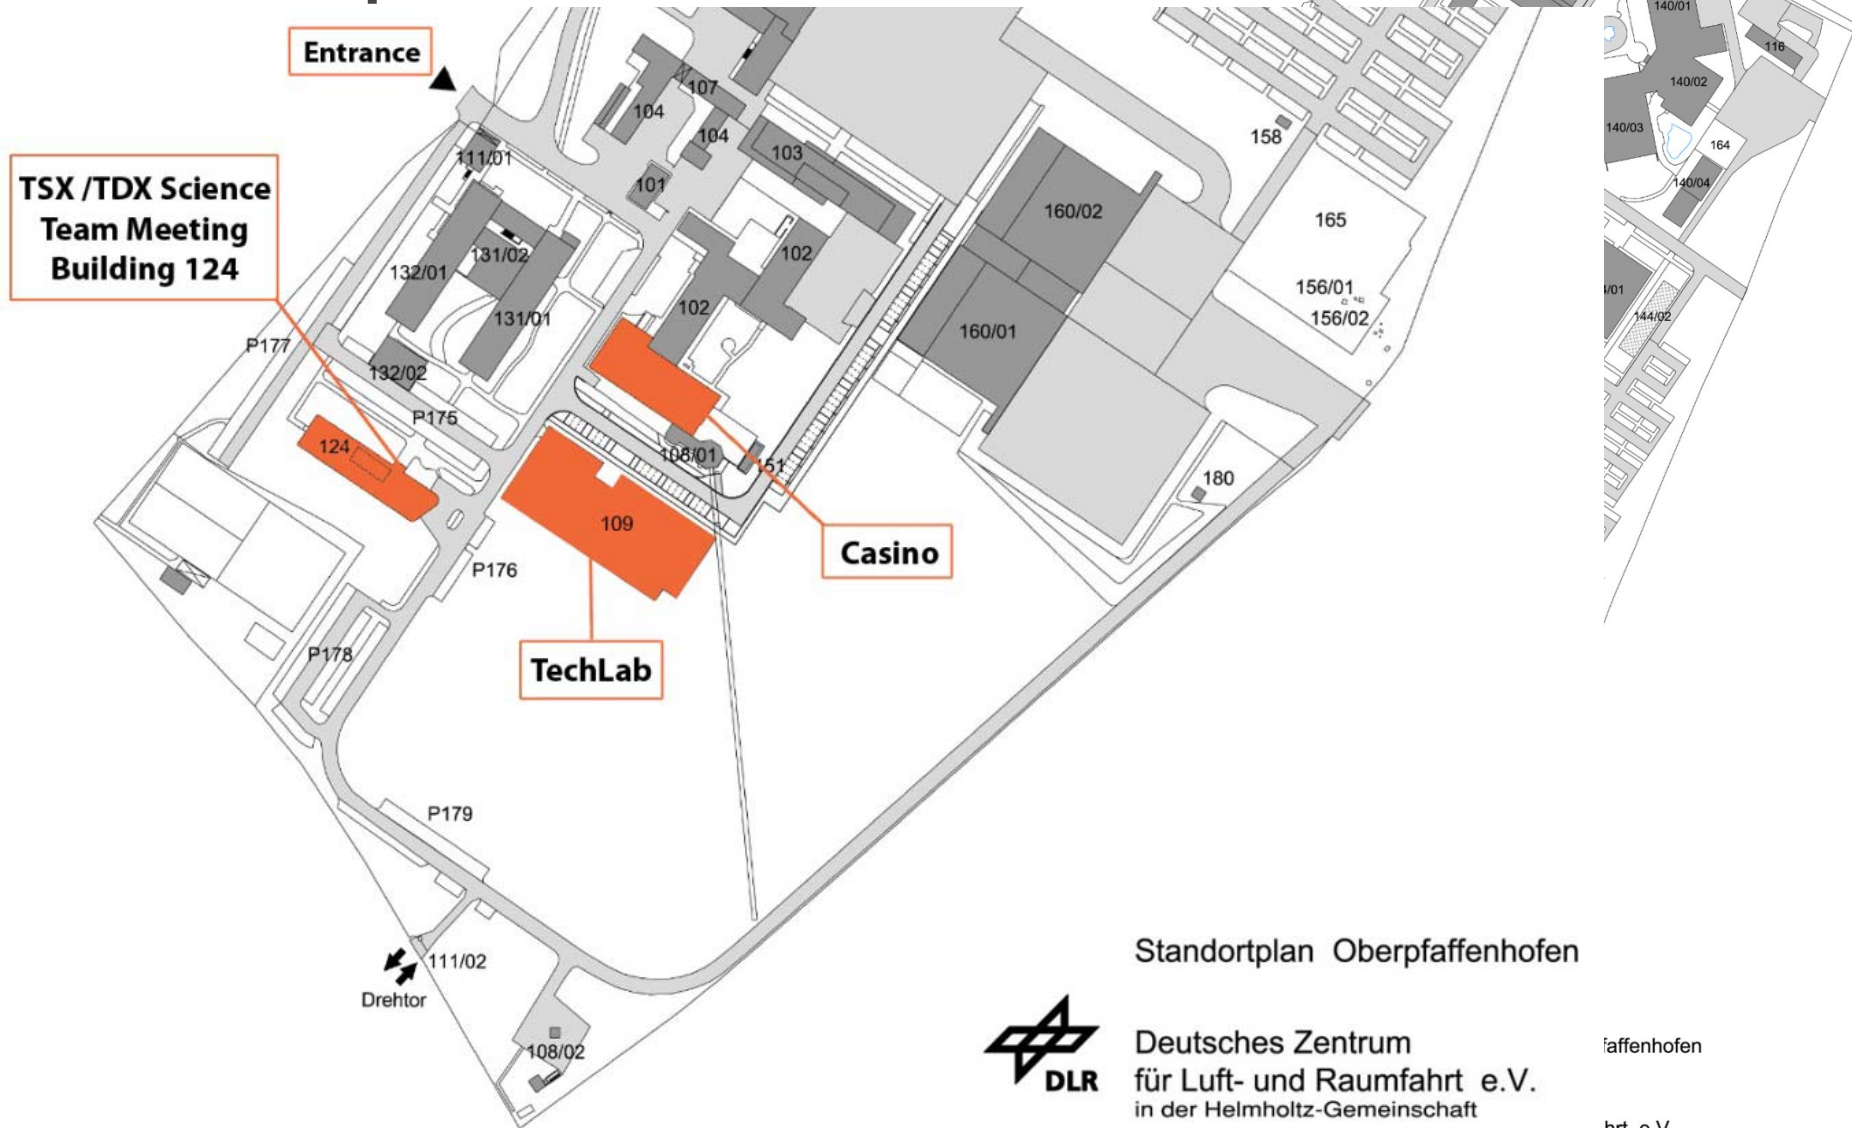 Entrance
TSX /TDX Science
Team Meeting
Building 124
107
104
104
103
101
111/01
131/02
132/01
131/01
132/02
102
102
P177
P175
124
108/01
151
109
Casino
TechLab
P176
P178
P179
111/02
Drehtor
108/02
160/02
160/01
158
165
156/01
156/02
180
140/01
116
140/02
140/03
164
140/04
4/01
144/02
Standortplan Oberpfaffenhofen
DLR
Deutsches Zentrum
für Luft- und Raumfahrt e.V.
in der Helmholtz-Gemeinschaft
faffenhofen
hrt e.V.